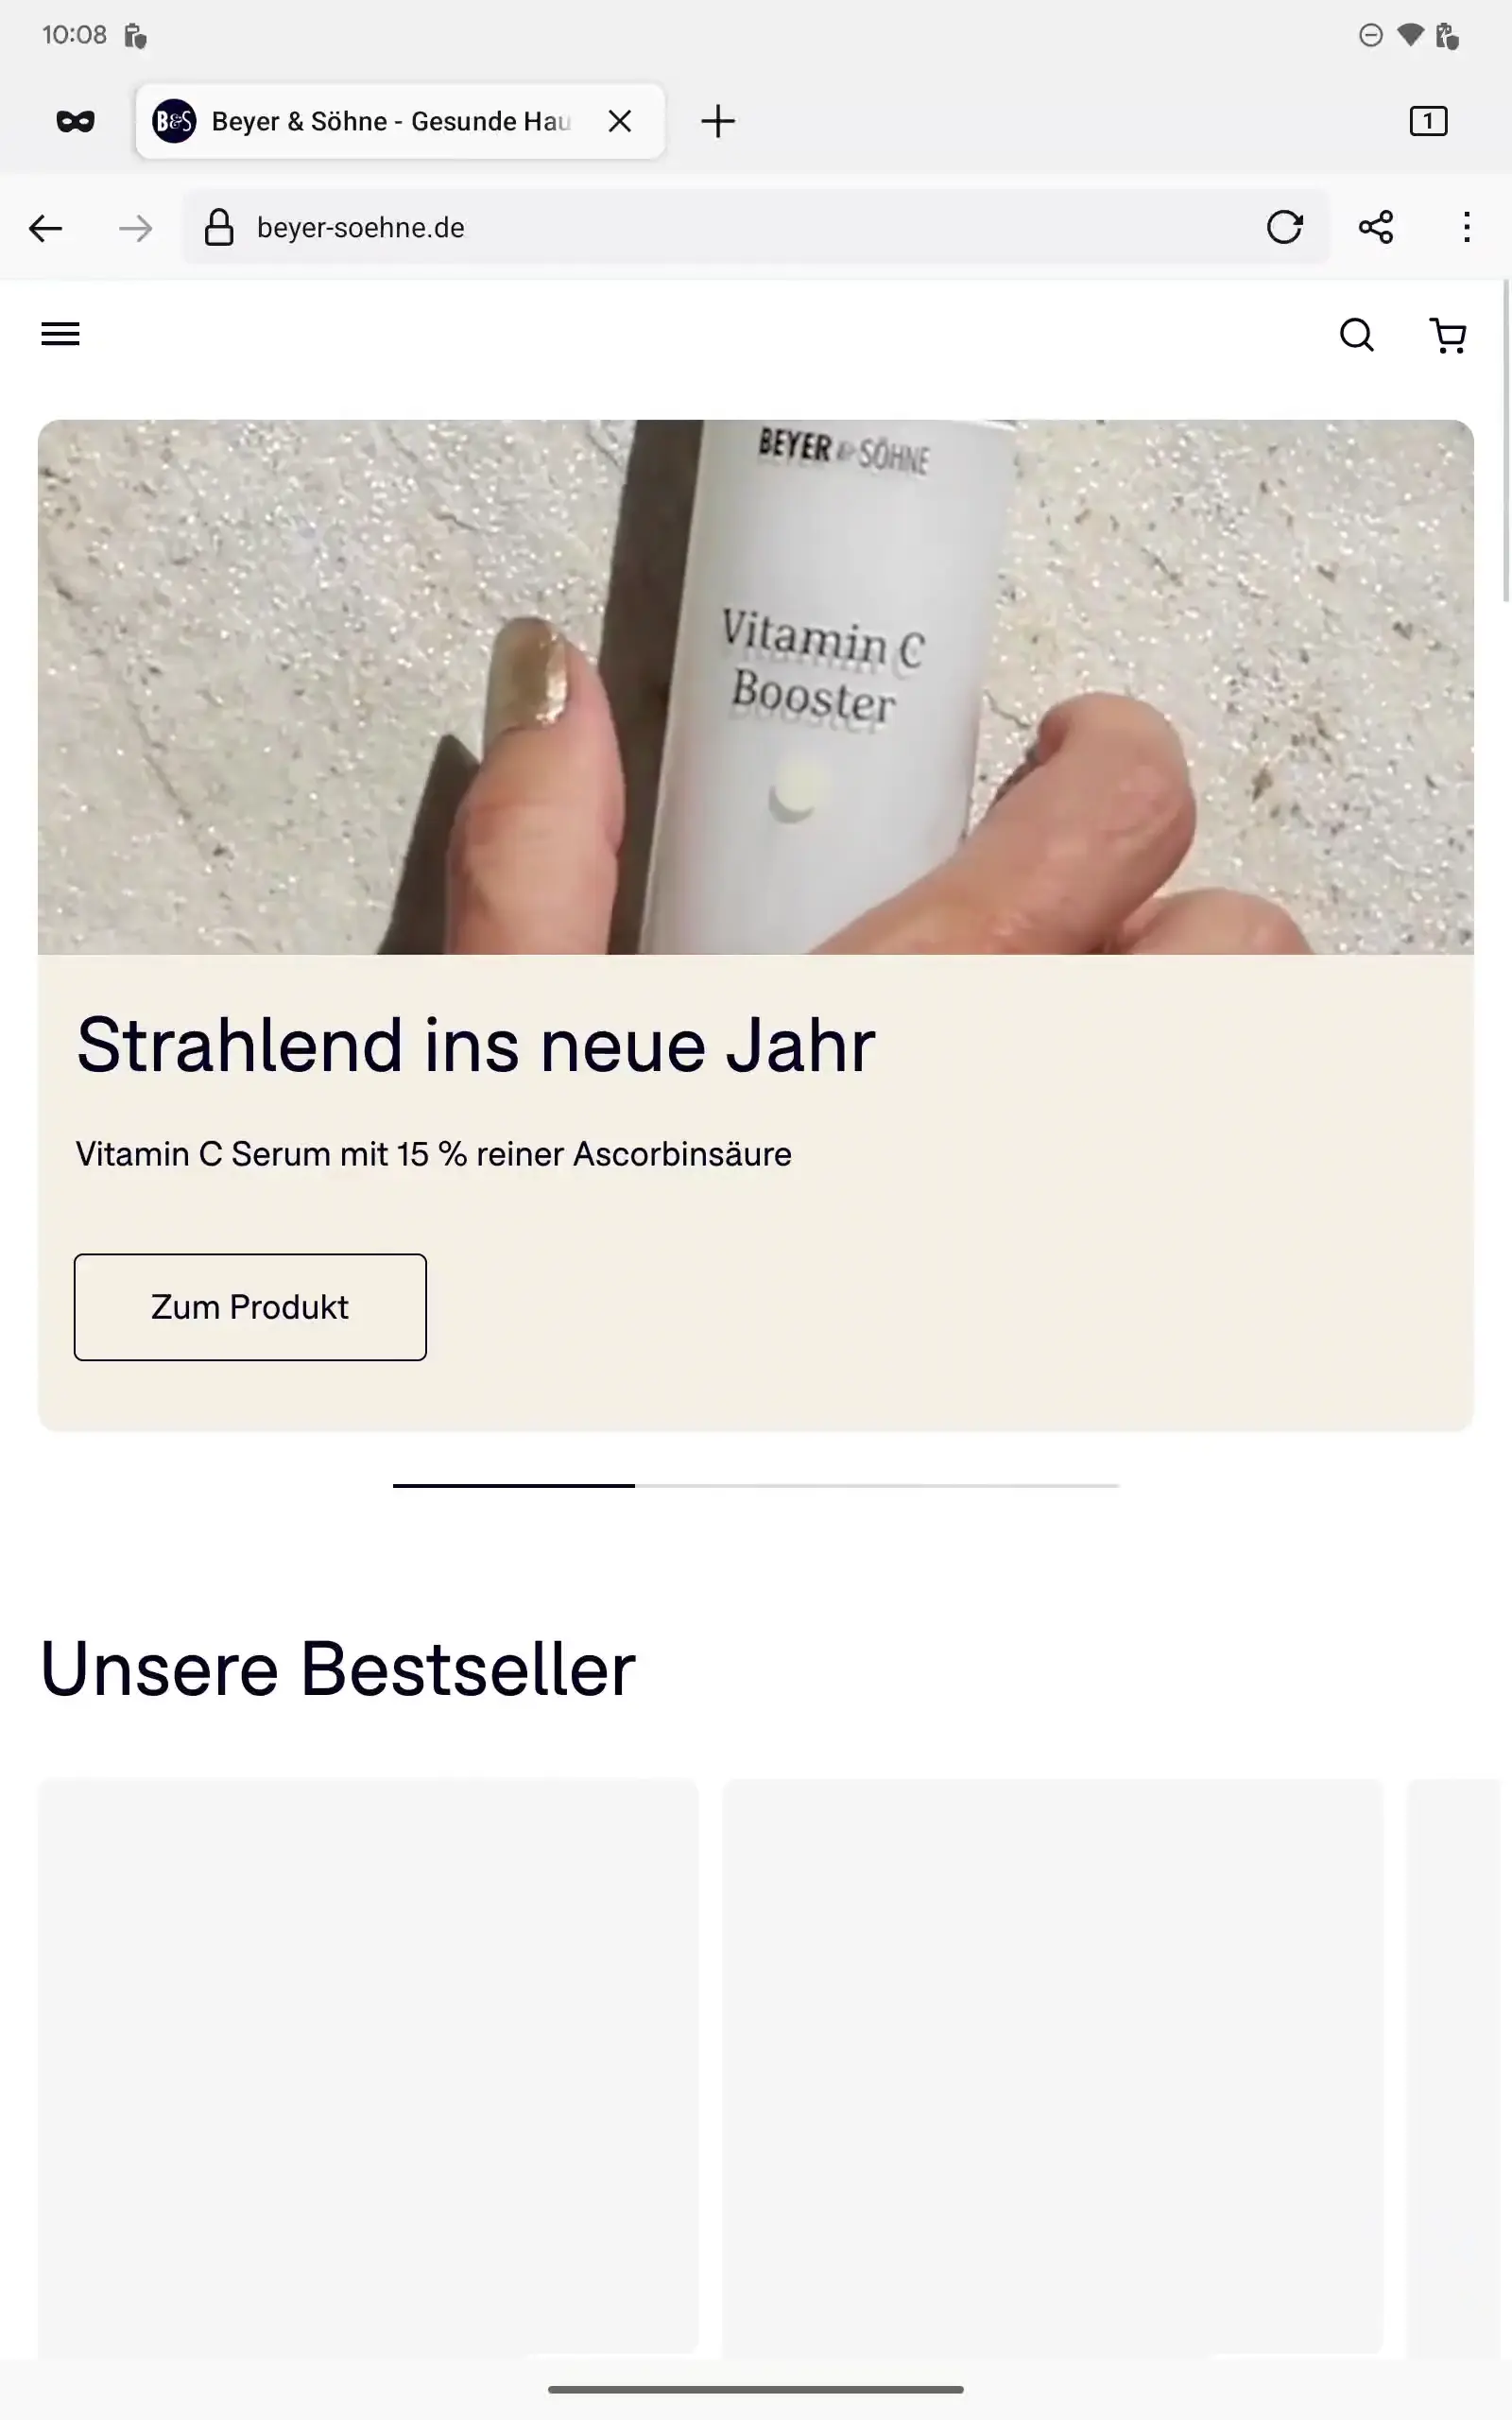 10:08
B&S
Beyer & Söhne - Gesunde Hau
1
beyer-soehne.de
BEYER & SÖHNE
Vitamin C
Booster
Strahlend ins neue Jahr
Vitamin C Serum mit 15 % reiner Ascorbinsäure
Zum Produkt
Unsere Bestseller